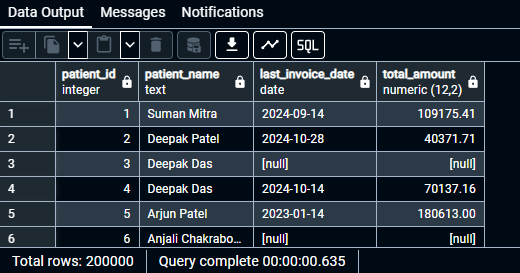 Data Output Messages Notifications
SQL
patient_id patient_name last_invoice_date total_amount
integer text date numeric (12,2)
1 1 Suman Mitra 2024-09-14 109175.41
2 2 Deepak Patel 2024-10-28 40371.71
3 3 Deepak Das [null] [null]
4 4 Deepak Das 2024-10-14 70137.16
5 5 Arjun Patel 2023-01-14 180613.00
6 6 Anjali Chakrabo... [null] [null]
Total rows: 200000 Query complete 00:00:00.635